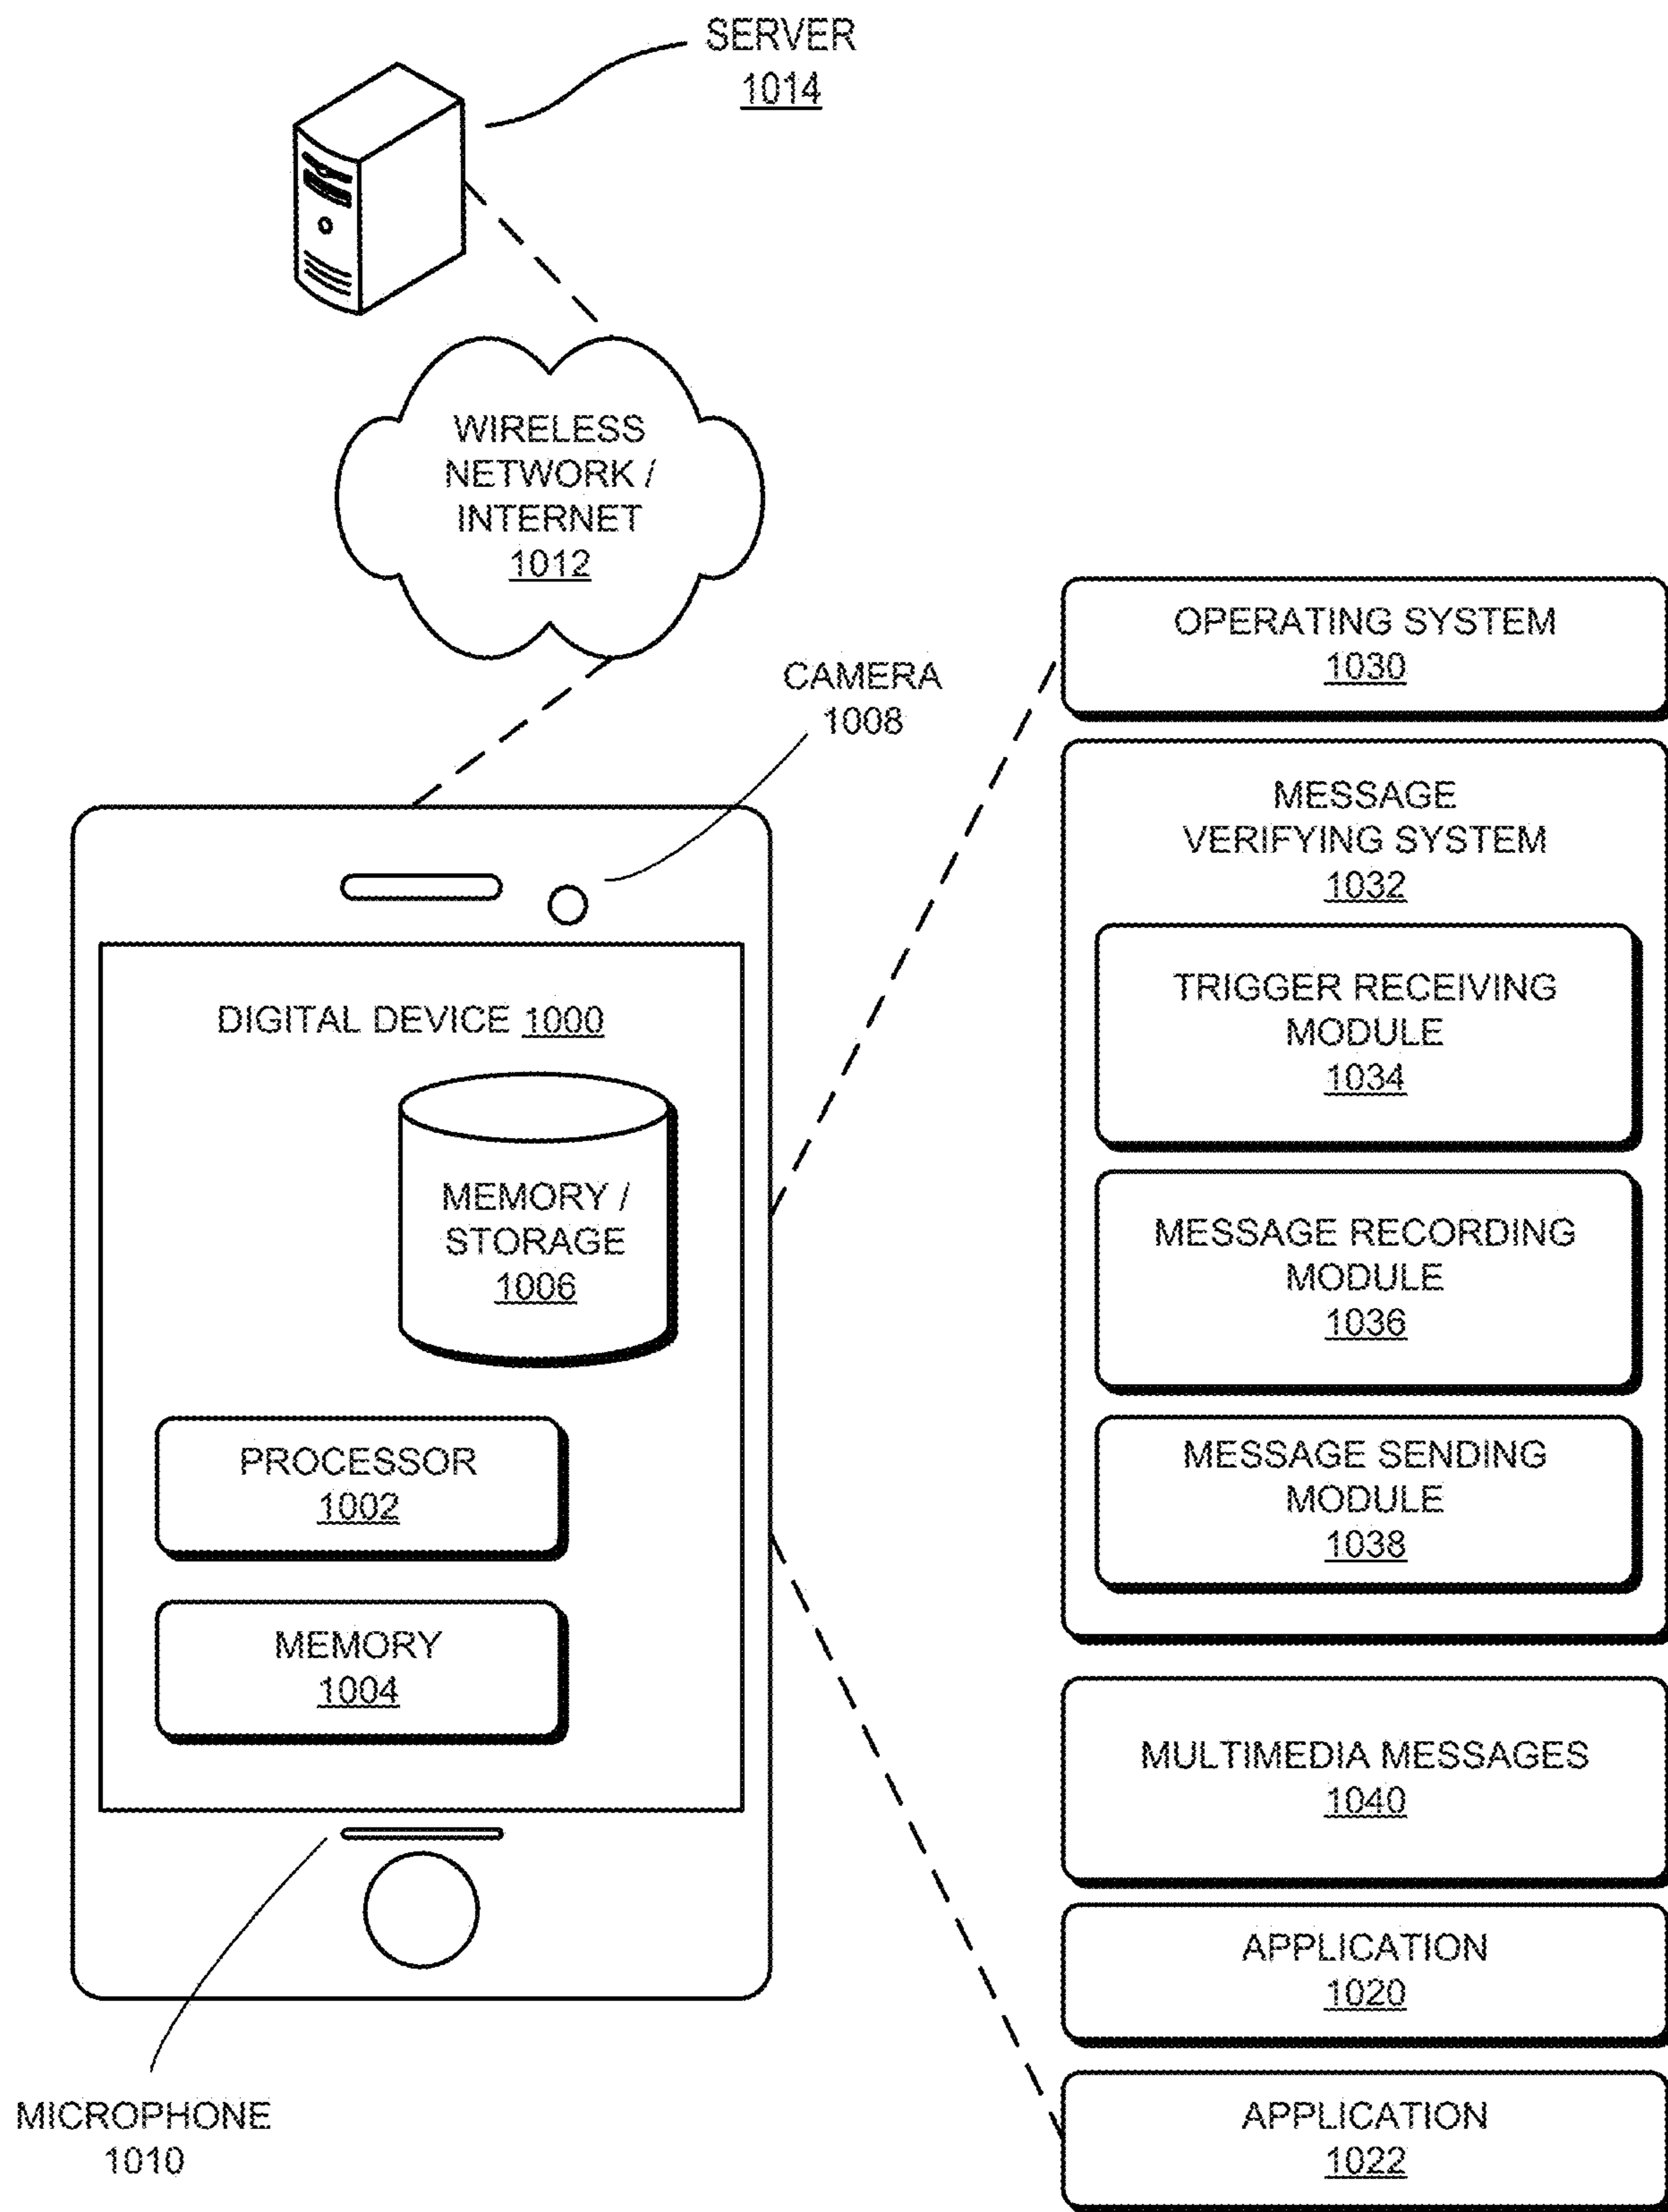 SERVER
1014
WIRELESS
NETWORK /
INTERNET
1012
CAMERA
1008
DIGITAL DEVICE 1000
MEMORY /
STORAGE
1006
PROCESSOR
1002
MEMORY
1004
MICROPHONE
1010
OPERATING SYSTEM
1030
MESSAGE
VERIFYING SYSTEM
1032
TRIGGER RECEIVING
MODULE
1034
MESSAGE RECORDING
MODULE
1036
MESSAGE SENDING
MODULE
1038
MULTIMEDIA MESSAGES
1040
APPLICATION
1020
APPLICATION
1022